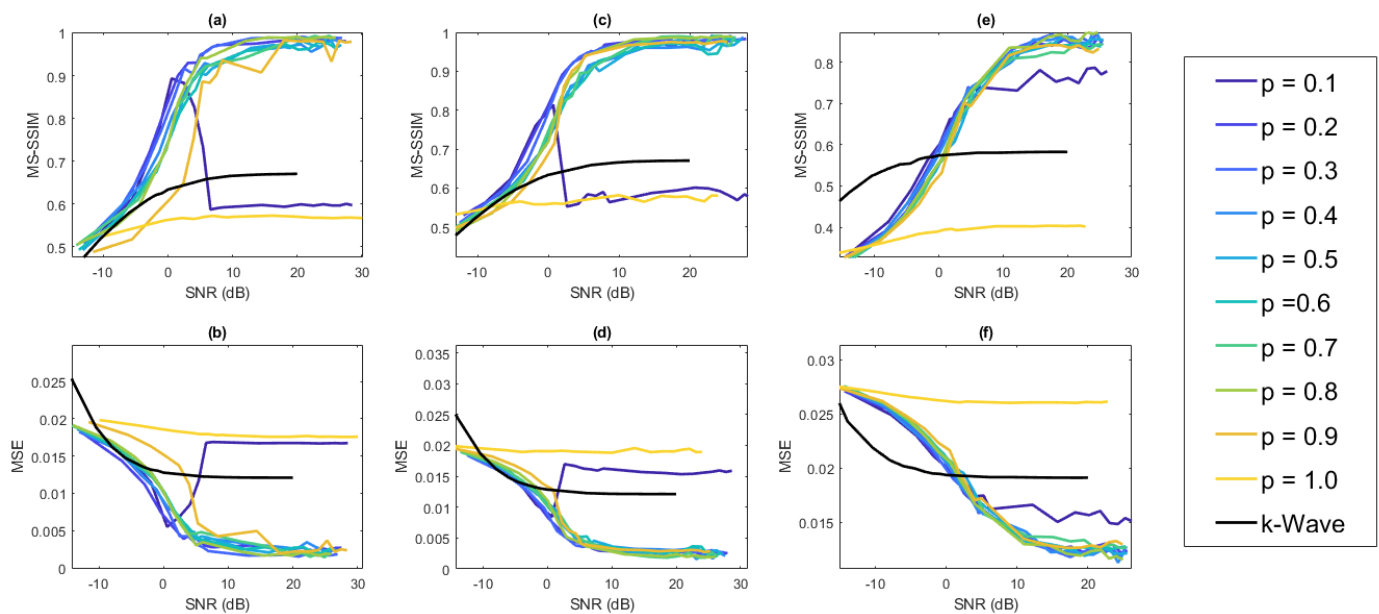 (a)
1
0.9
0.8
0.7
0.6
0.5
MS-SSIM
-10
0
10
20
30
SNR (dB)
(c)
1
0.9
0.8
0.7
0.6
0.5
MS-SSIM
-10
0
10
20
30
SNR (dB)
(e)
0.8
0.7
0.6
0.5
0.4
MS-SSIM
-10
0
10
20
30
SNR (dB)
(b)
0.025
0.02
0.015
0.01
0.005
0
MSE
-10
0
10
20
30
SNR (dB)
(d)
0.035
0.03
0.025
0.02
0.015
0.01
0.005
0
MSE
-10
0
10
20
30
SNR (dB)
(f)
0.03
0.025
0.02
0.015
MSE
-10
0
10
20
SNR (dB)
p = 0.1
p = 0.2
p = 0.3
p = 0.4
p = 0.5
p =0.6
p = 0.7
p = 0.8
p = 0.9
p = 1.0
k-Wave